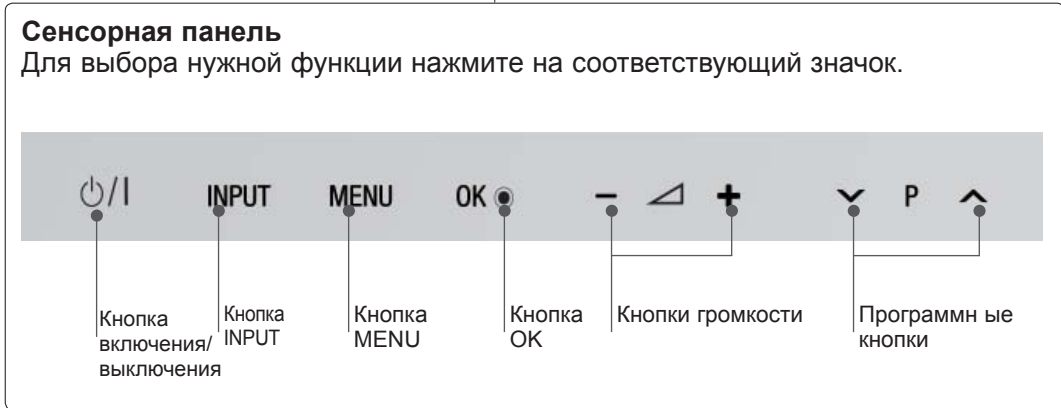 Сенсорная панель
Для выбора нужной функции нажмите на соответствующий значок.
⏻/I INPUT MENU OK ◉ − ◿ + ∨ P ∧
Кнопка
включения/
выключения
Кнопка
INPUT
Кнопка
MENU
Кнопка
OK
Кнопки громкости
Программн ые
кнопки